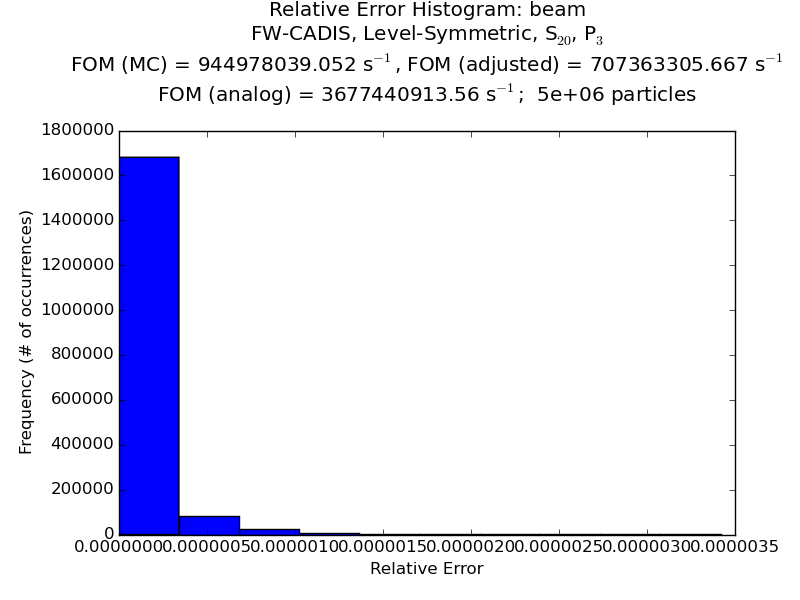 Relative Error Histogram: beam
FW-CADIS, Level-Symmetric, S₂₀, P₃
FOM (MC) = 944978039.052 s⁻¹, FOM (adjusted) = 707363305.667 s⁻¹
FOM (analog) = 3677440913.56 s⁻¹; 5e+06 particles
1800000
1600000
1400000
1200000
1000000
800000
600000
400000
200000
0
Frequency (# of occurrences)
0.0000000 0.0000005 0.0000010 0.0000015 0.0000020 0.0000025 0.0000030 0.0000035
Relative Error